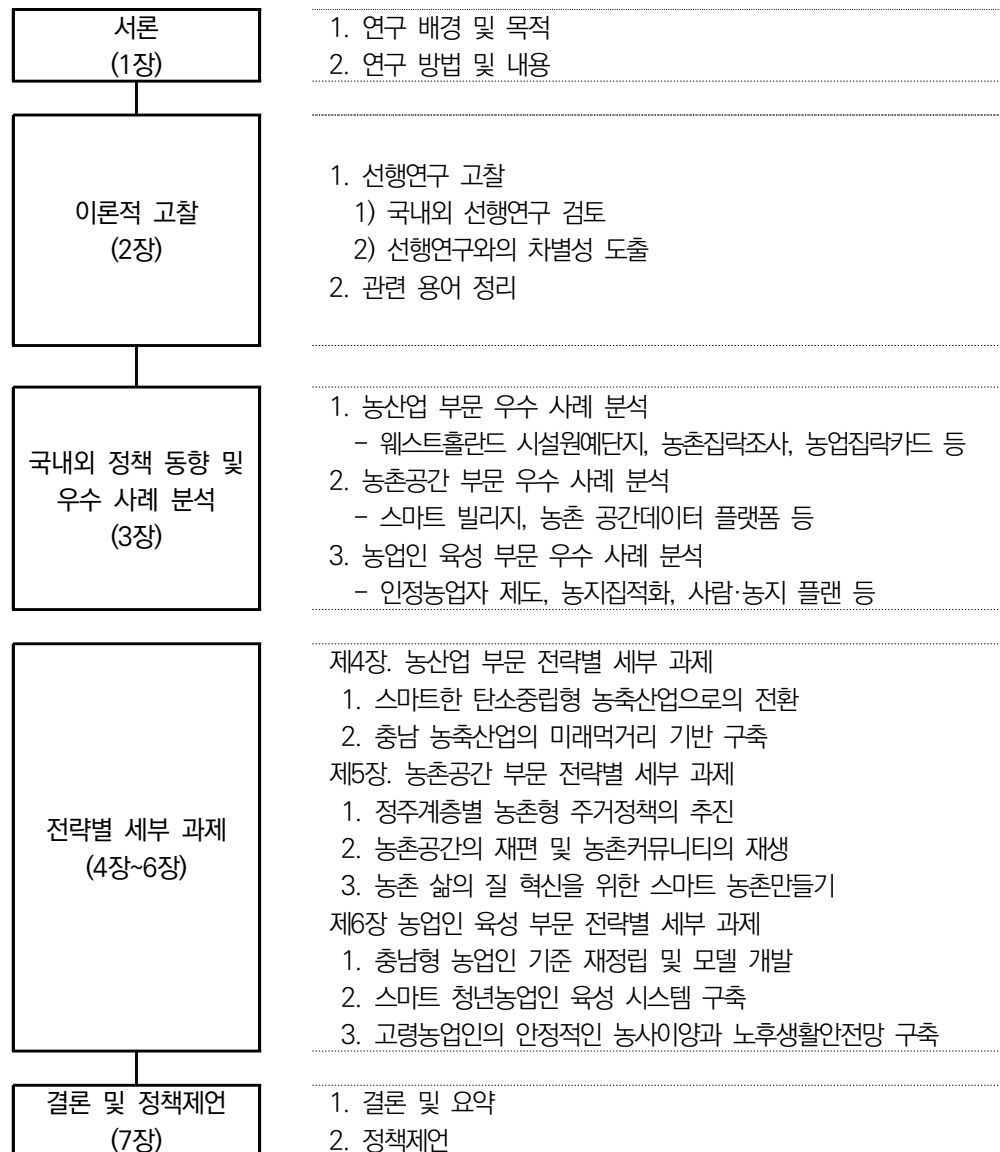 서론
(1장)
1. 연구 배경 및 목적
2. 연구 방법 및 내용
이론적 고찰
(2장)
1. 선행연구 고찰
1) 국내외 선행연구 검토
2) 선행연구와의 차별성 도출
2. 관련 용어 정리
국내외 정책 동향 및
우수 사례 분석
(3장)
1. 농산업 부문 우수 사례 분석
- 웨스트홀란드 시설원예단지, 농촌집락조사, 농업집락카드 등
2. 농촌공간 부문 우수 사례 분석
- 스마트 빌리지, 농촌 공간데이터 플랫폼 등
3. 농업인 육성 부문 우수 사례 분석
- 인정농업자 제도, 농지집적화, 사람·농지 플랜 등
전략별 세부 과제
(4장~6장)
제4장. 농산업 부문 전략별 세부 과제
1. 스마트한 탄소중립형 농축산업으로의 전환
2. 충남 농축산업의 미래먹거리 기반 구축
제5장. 농촌공간 부문 전략별 세부 과제
1. 정주계층별 농촌형 주거정책의 추진
2. 농촌공간의 재편 및 농촌커뮤니티의 재생
3. 농촌 삶의 질 혁신을 위한 스마트 농촌만들기
제6장 농업인 육성 부문 전략별 세부 과제
1. 충남형 농업인 기준 재정립 및 모델 개발
2. 스마트 청년농업인 육성 시스템 구축
3. 고령농업인의 안정적인 농사이양과 노후생활안전망 구축
결론 및 정책제언
(7장)
1. 결론 및 요약
2. 정책제언